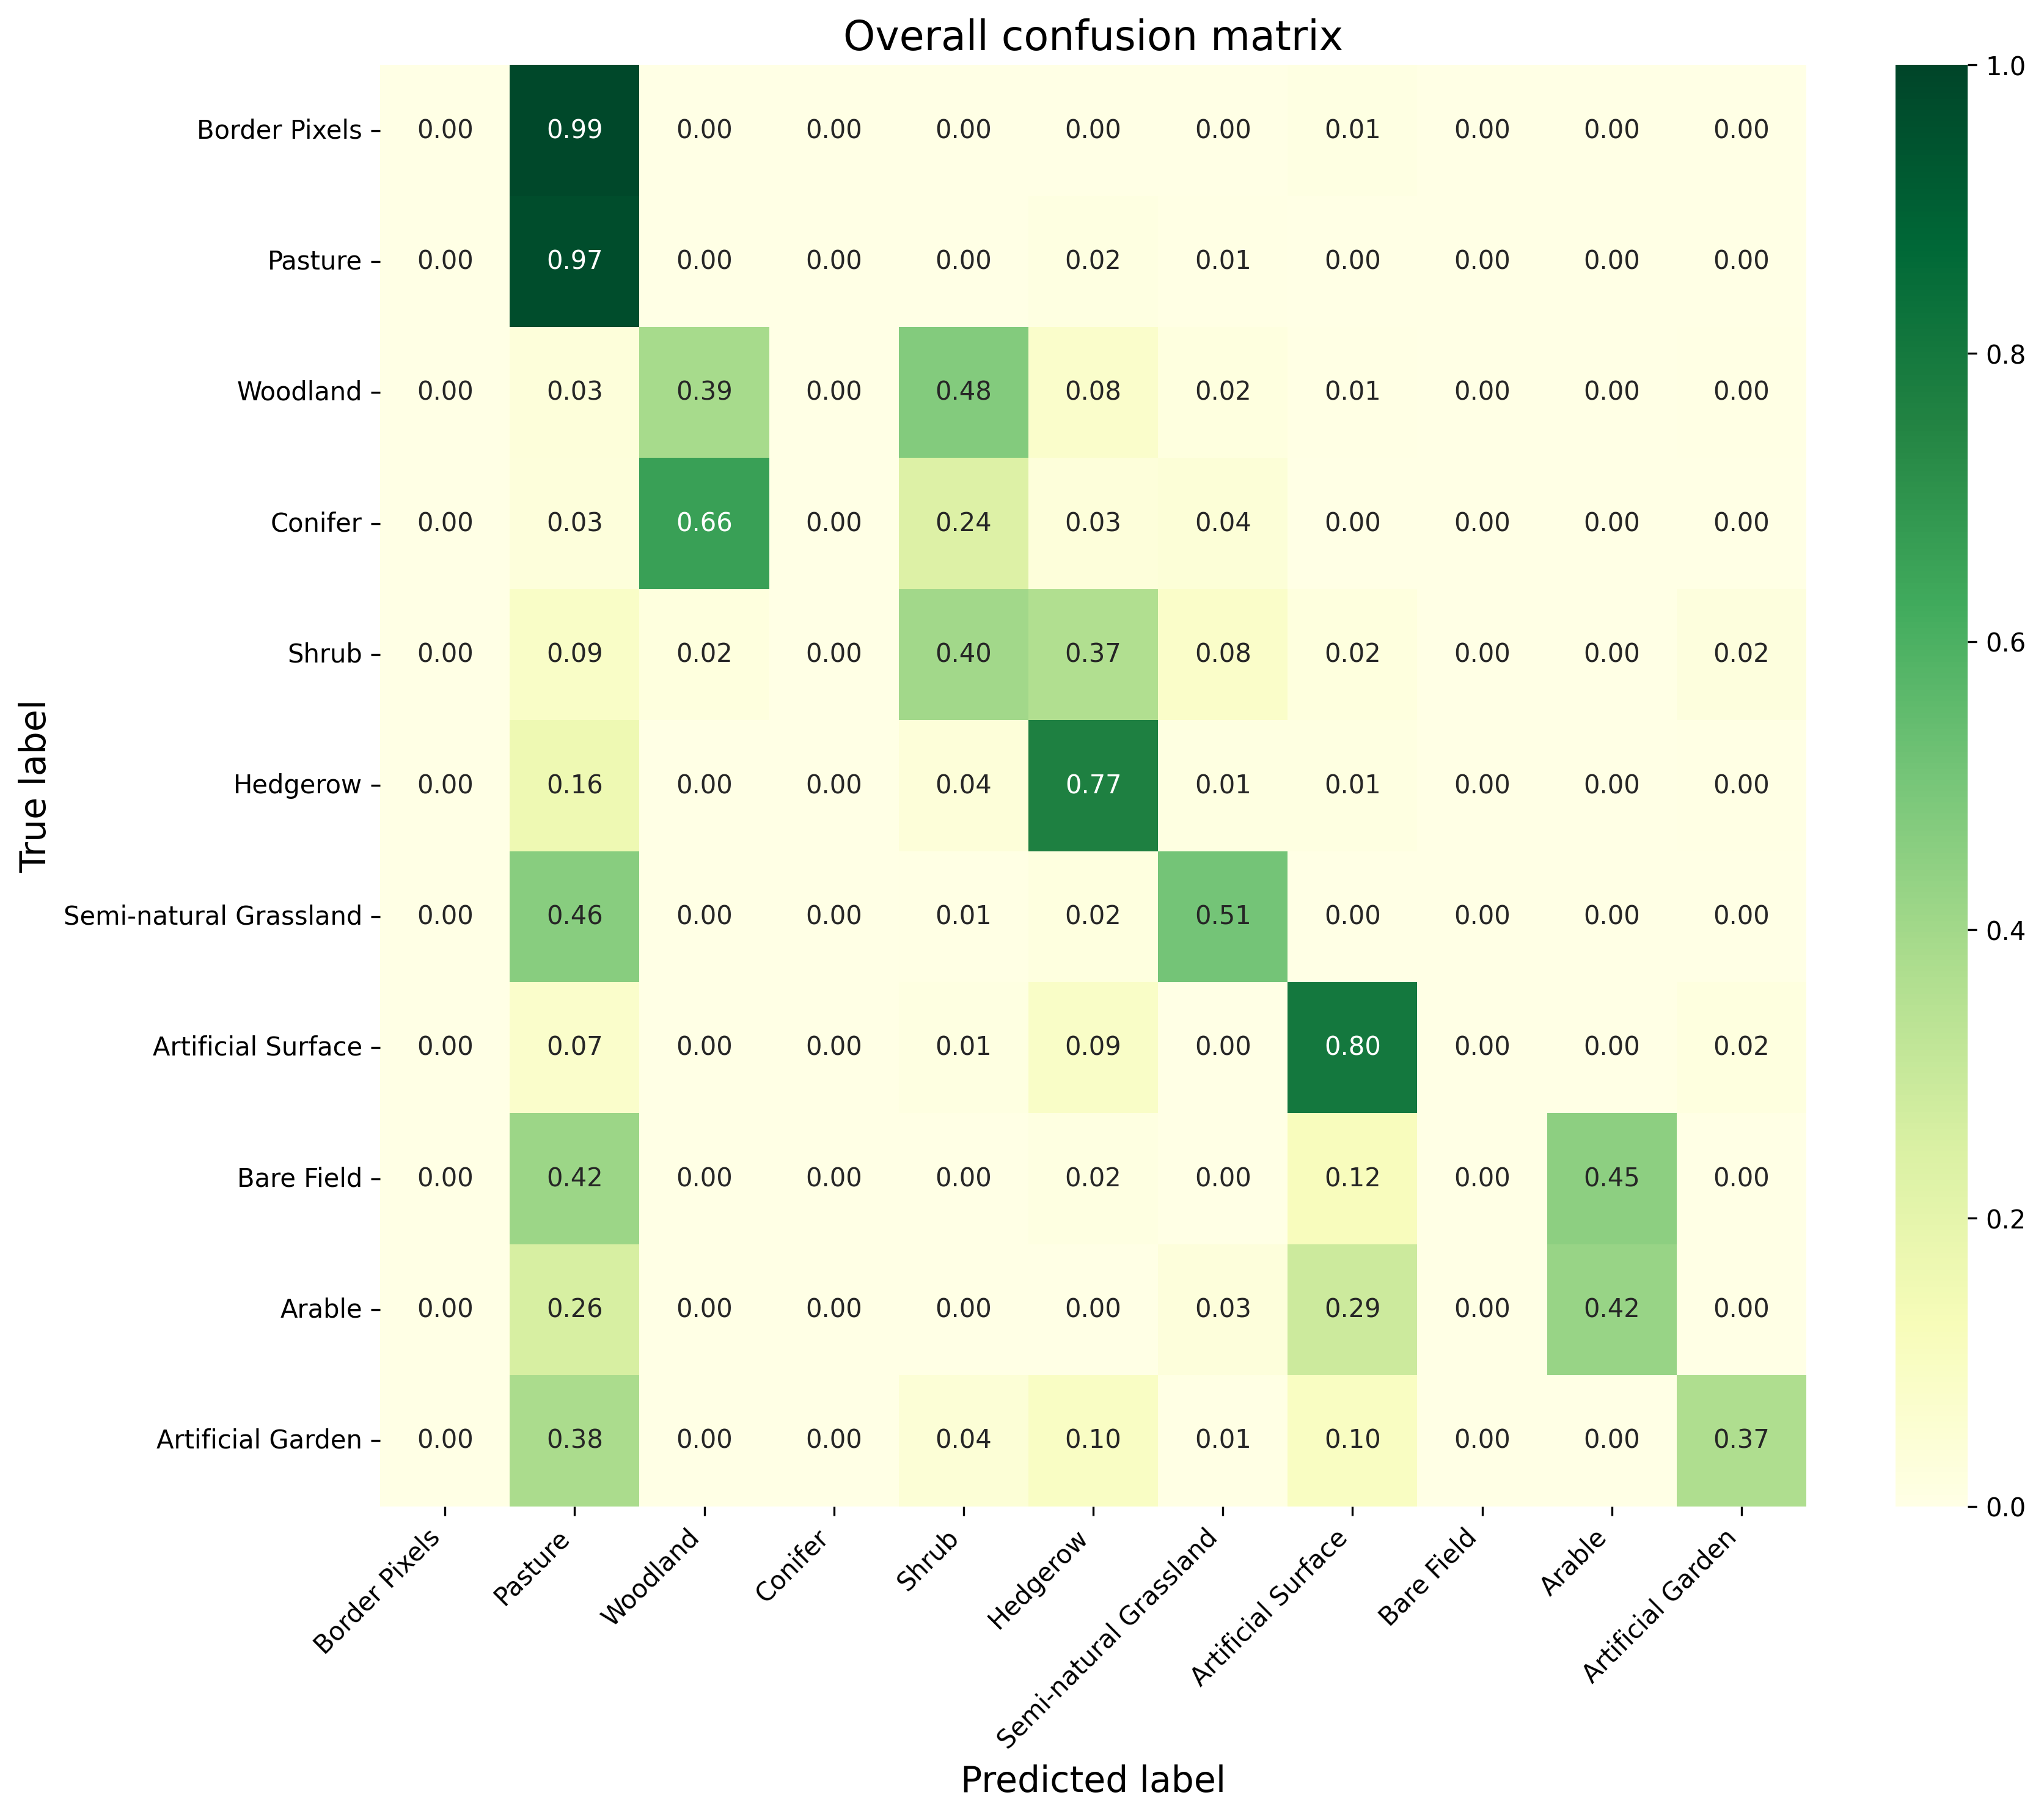 Overall confusion matrix
True label
Border Pixels 0.00 0.99 0.00 0.00 0.00 0.00 0.00 0.01 0.00 0.00 0.00
Pasture 0.00 0.97 0.00 0.00 0.00 0.02 0.01 0.00 0.00 0.00 0.00
Woodland 0.00 0.03 0.39 0.00 0.48 0.08 0.02 0.01 0.00 0.00 0.00
Conifer 0.00 0.03 0.66 0.00 0.24 0.03 0.04 0.00 0.00 0.00 0.00
Shrub 0.00 0.09 0.02 0.00 0.40 0.37 0.08 0.02 0.00 0.00 0.02
Hedgerow 0.00 0.16 0.00 0.00 0.04 0.77 0.01 0.01 0.00 0.00 0.00
Semi-natural Grassland 0.00 0.46 0.00 0.00 0.01 0.02 0.51 0.00 0.00 0.00 0.00
Artificial Surface 0.00 0.07 0.00 0.00 0.01 0.09 0.00 0.80 0.00 0.00 0.02
Bare Field 0.00 0.42 0.00 0.00 0.00 0.02 0.00 0.12 0.00 0.45 0.00
Arable 0.00 0.26 0.00 0.00 0.00 0.00 0.03 0.29 0.00 0.42 0.00
Artificial Garden 0.00 0.38 0.00 0.00 0.04 0.10 0.01 0.10 0.00 0.00 0.37
Border Pixels
Pasture
Woodland
Conifer
Shrub
Hedgerow
Semi-natural Grassland
Artificial Surface
Bare Field
Arable
Artificial Garden
Predicted label
1.0
0.8
0.6
0.4
0.2
0.0